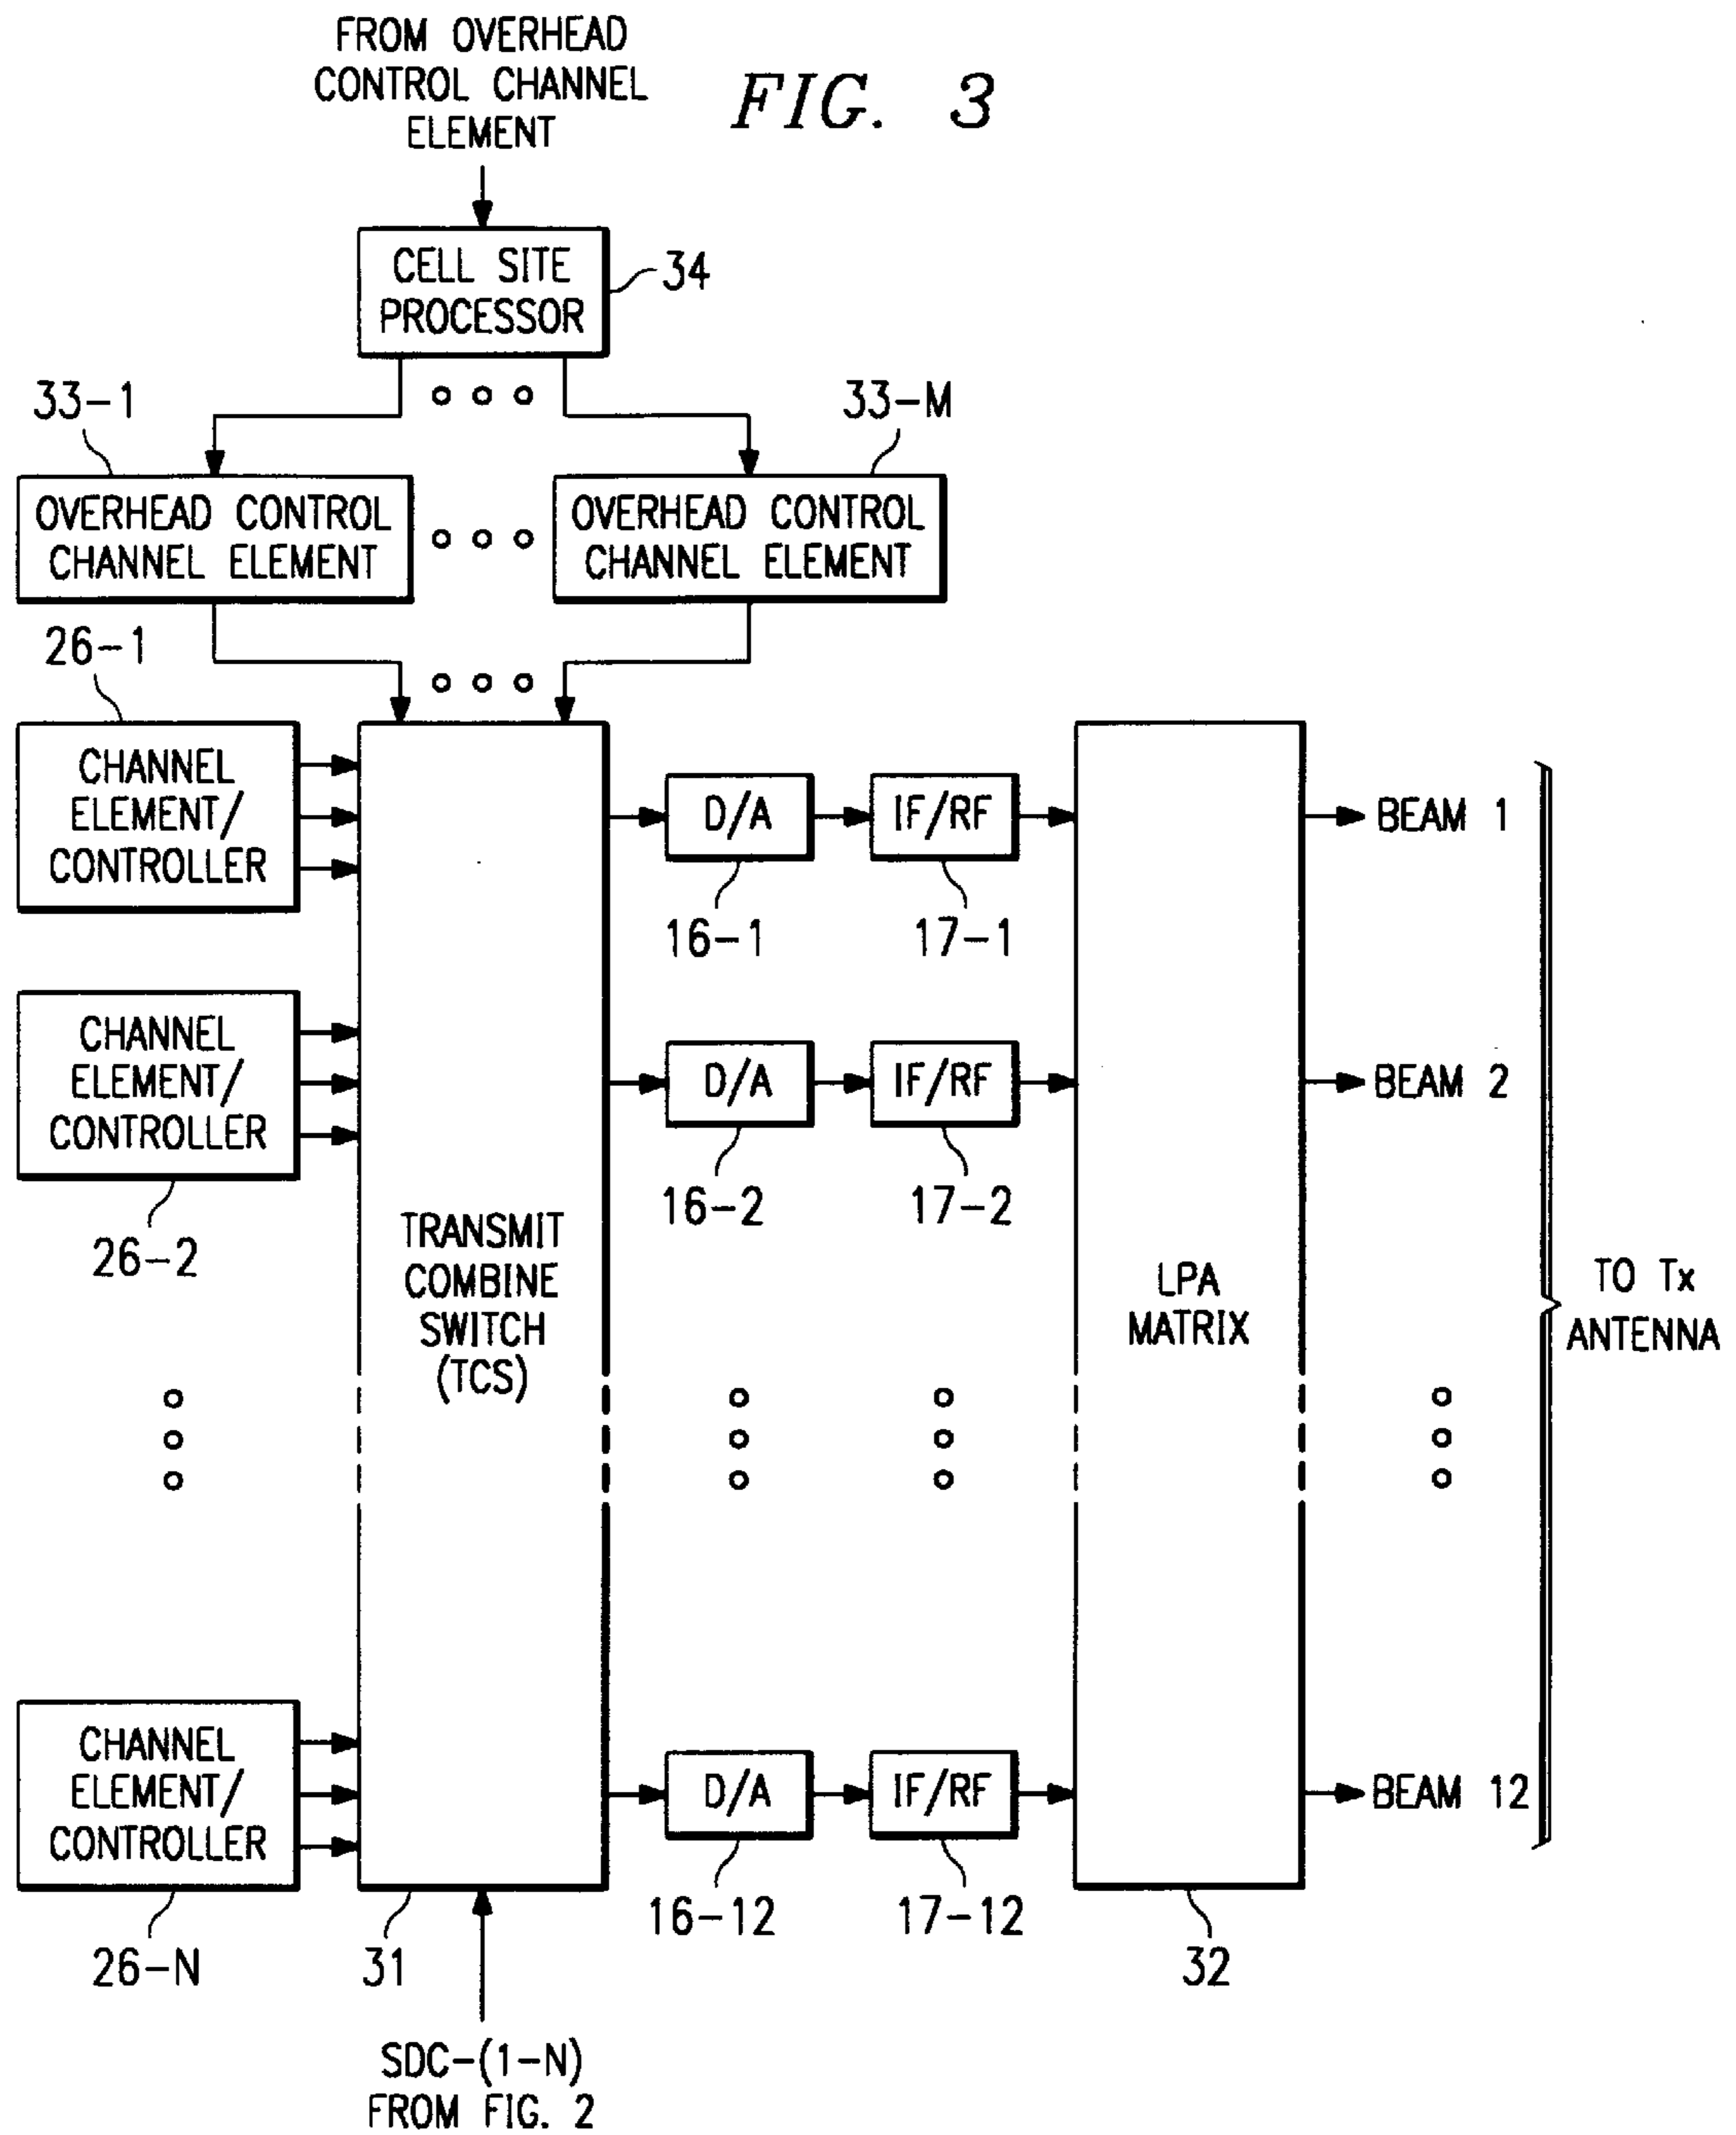 FROM OVERHEAD
CONTROL CHANNEL
ELEMENT
FIG. 3
CELL SITE
PROCESSOR
34
33-1
33-M
OVERHEAD CONTROL
CHANNEL ELEMENT
OVERHEAD CONTROL
CHANNEL ELEMENT
26-1
CHANNEL
ELEMENT/
CONTROLLER
D/A
IF/RF
BEAM 1
16-1
17-1
CHANNEL
ELEMENT/
CONTROLLER
D/A
IF/RF
BEAM 2
16-2
17-2
26-2
TRANSMIT
COMBINE
SWITCH
(TCS)
LPA
MATRIX
TO Tx
ANTENNA
CHANNEL
ELEMENT/
CONTROLLER
D/A
IF/RF
BEAM 12
16-12
17-12
26-N
31
32
SDC-(1-N)
FROM FIG. 2